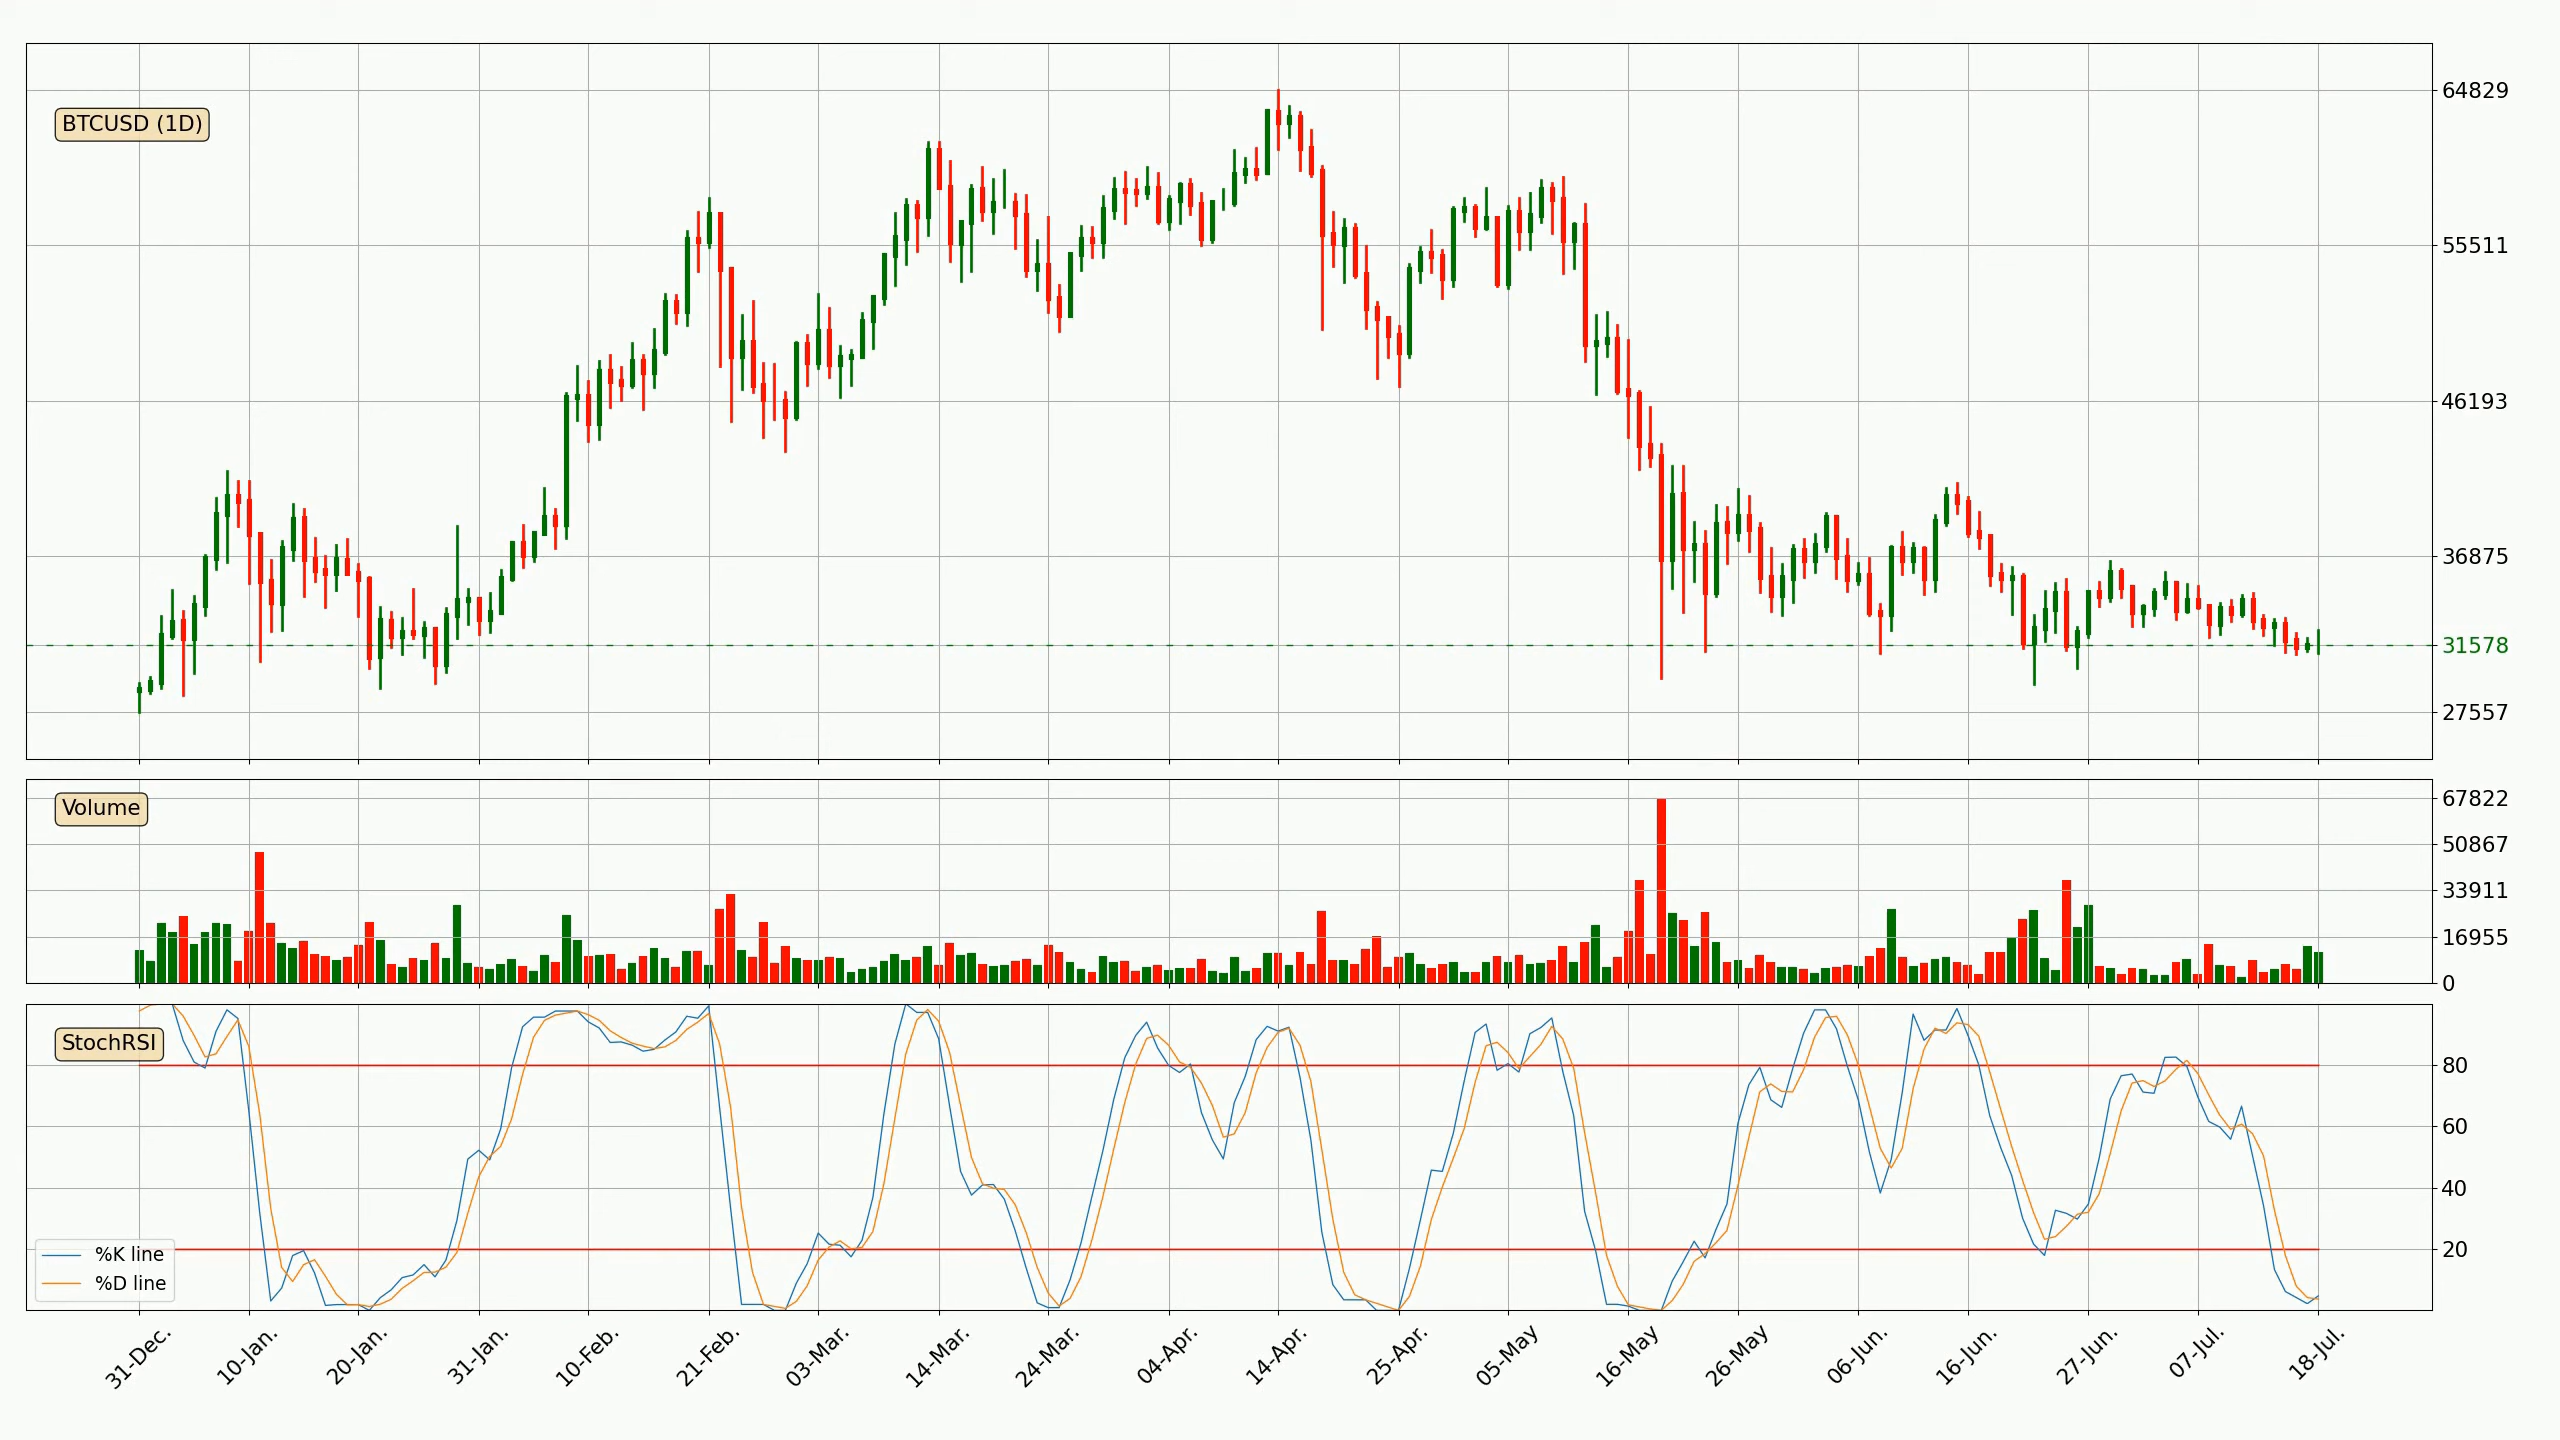 BTCUSD (1D)
64829
55511
46193
36875
31578
27557
Volume
67822
50867
33911
16955
0
StochRSI
80
60
40
20
%K line
%D line
31-Dec.
10-Jan.
20-Jan.
31-Jan.
10-Feb.
21-Feb.
03-Mar.
14-Mar.
24-Mar.
04-Apr.
14-Apr.
25-Apr.
05-May
16-May
26-May
06-Jun.
16-Jun.
27-Jun.
07-Jul.
18-Jul.